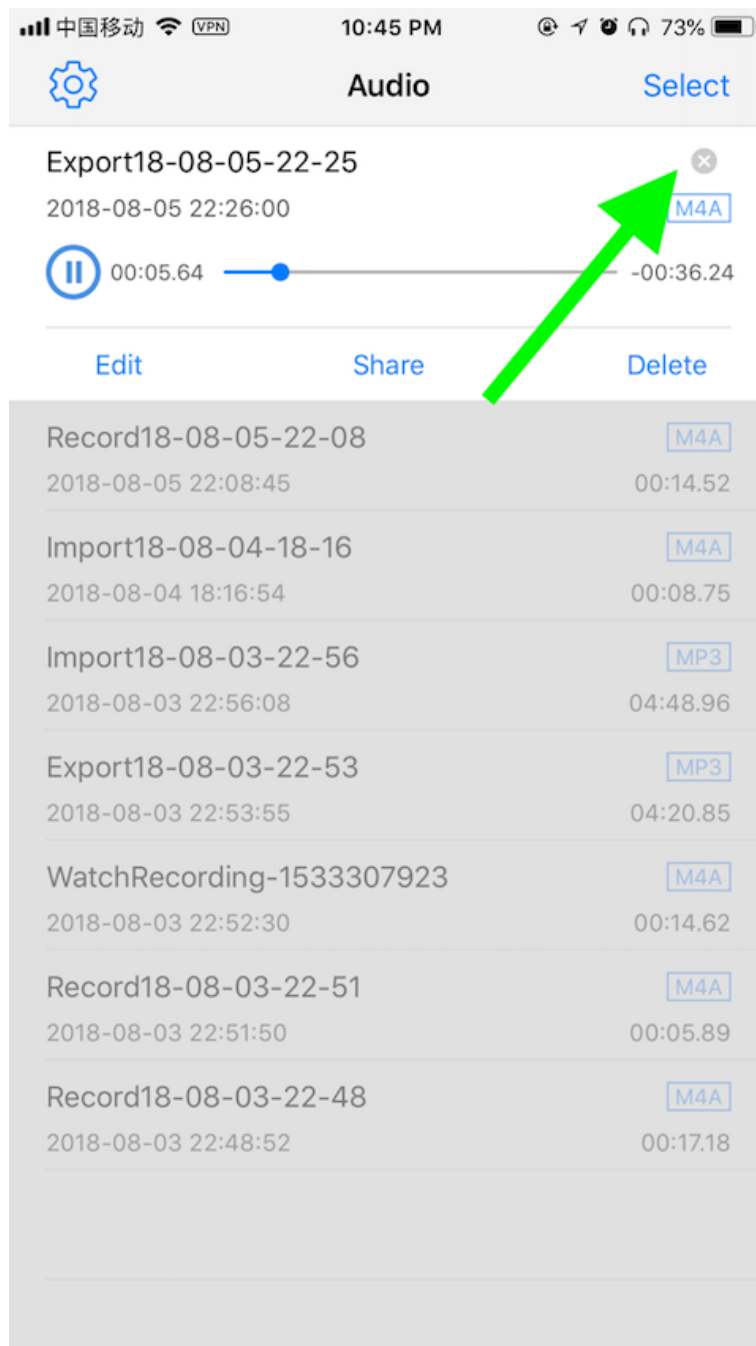 中国移动 VPN 10:45 PM 73%
Audio Select
Export18-08-05-22-25
2018-08-05 22:26:00 M4A
00:05.64 -00:36.24
Edit Share Delete
Record18-08-05-22-08 M4A
2018-08-05 22:08:45 00:14.52
Import18-08-04-18-16 M4A
2018-08-04 18:16:54 00:08.75
Import18-08-03-22-56 MP3
2018-08-03 22:56:08 04:48.96
Export18-08-03-22-53 MP3
2018-08-03 22:53:55 04:20.85
WatchRecording-1533307923 M4A
2018-08-03 22:52:30 00:14.62
Record18-08-03-22-51 M4A
2018-08-03 22:51:50 00:05.89
Record18-08-03-22-48 M4A
2018-08-03 22:48:52 00:17.18